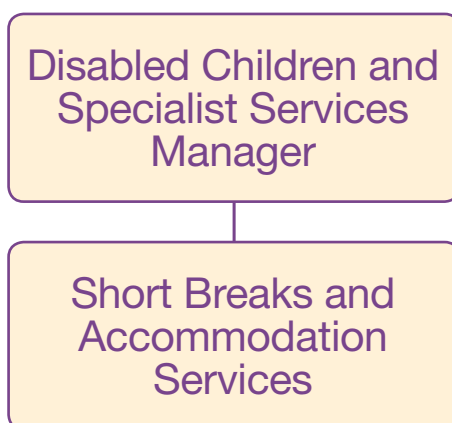 Disabled Children and
Specialist Services
Manager
Short Breaks and
Accommodation
Services